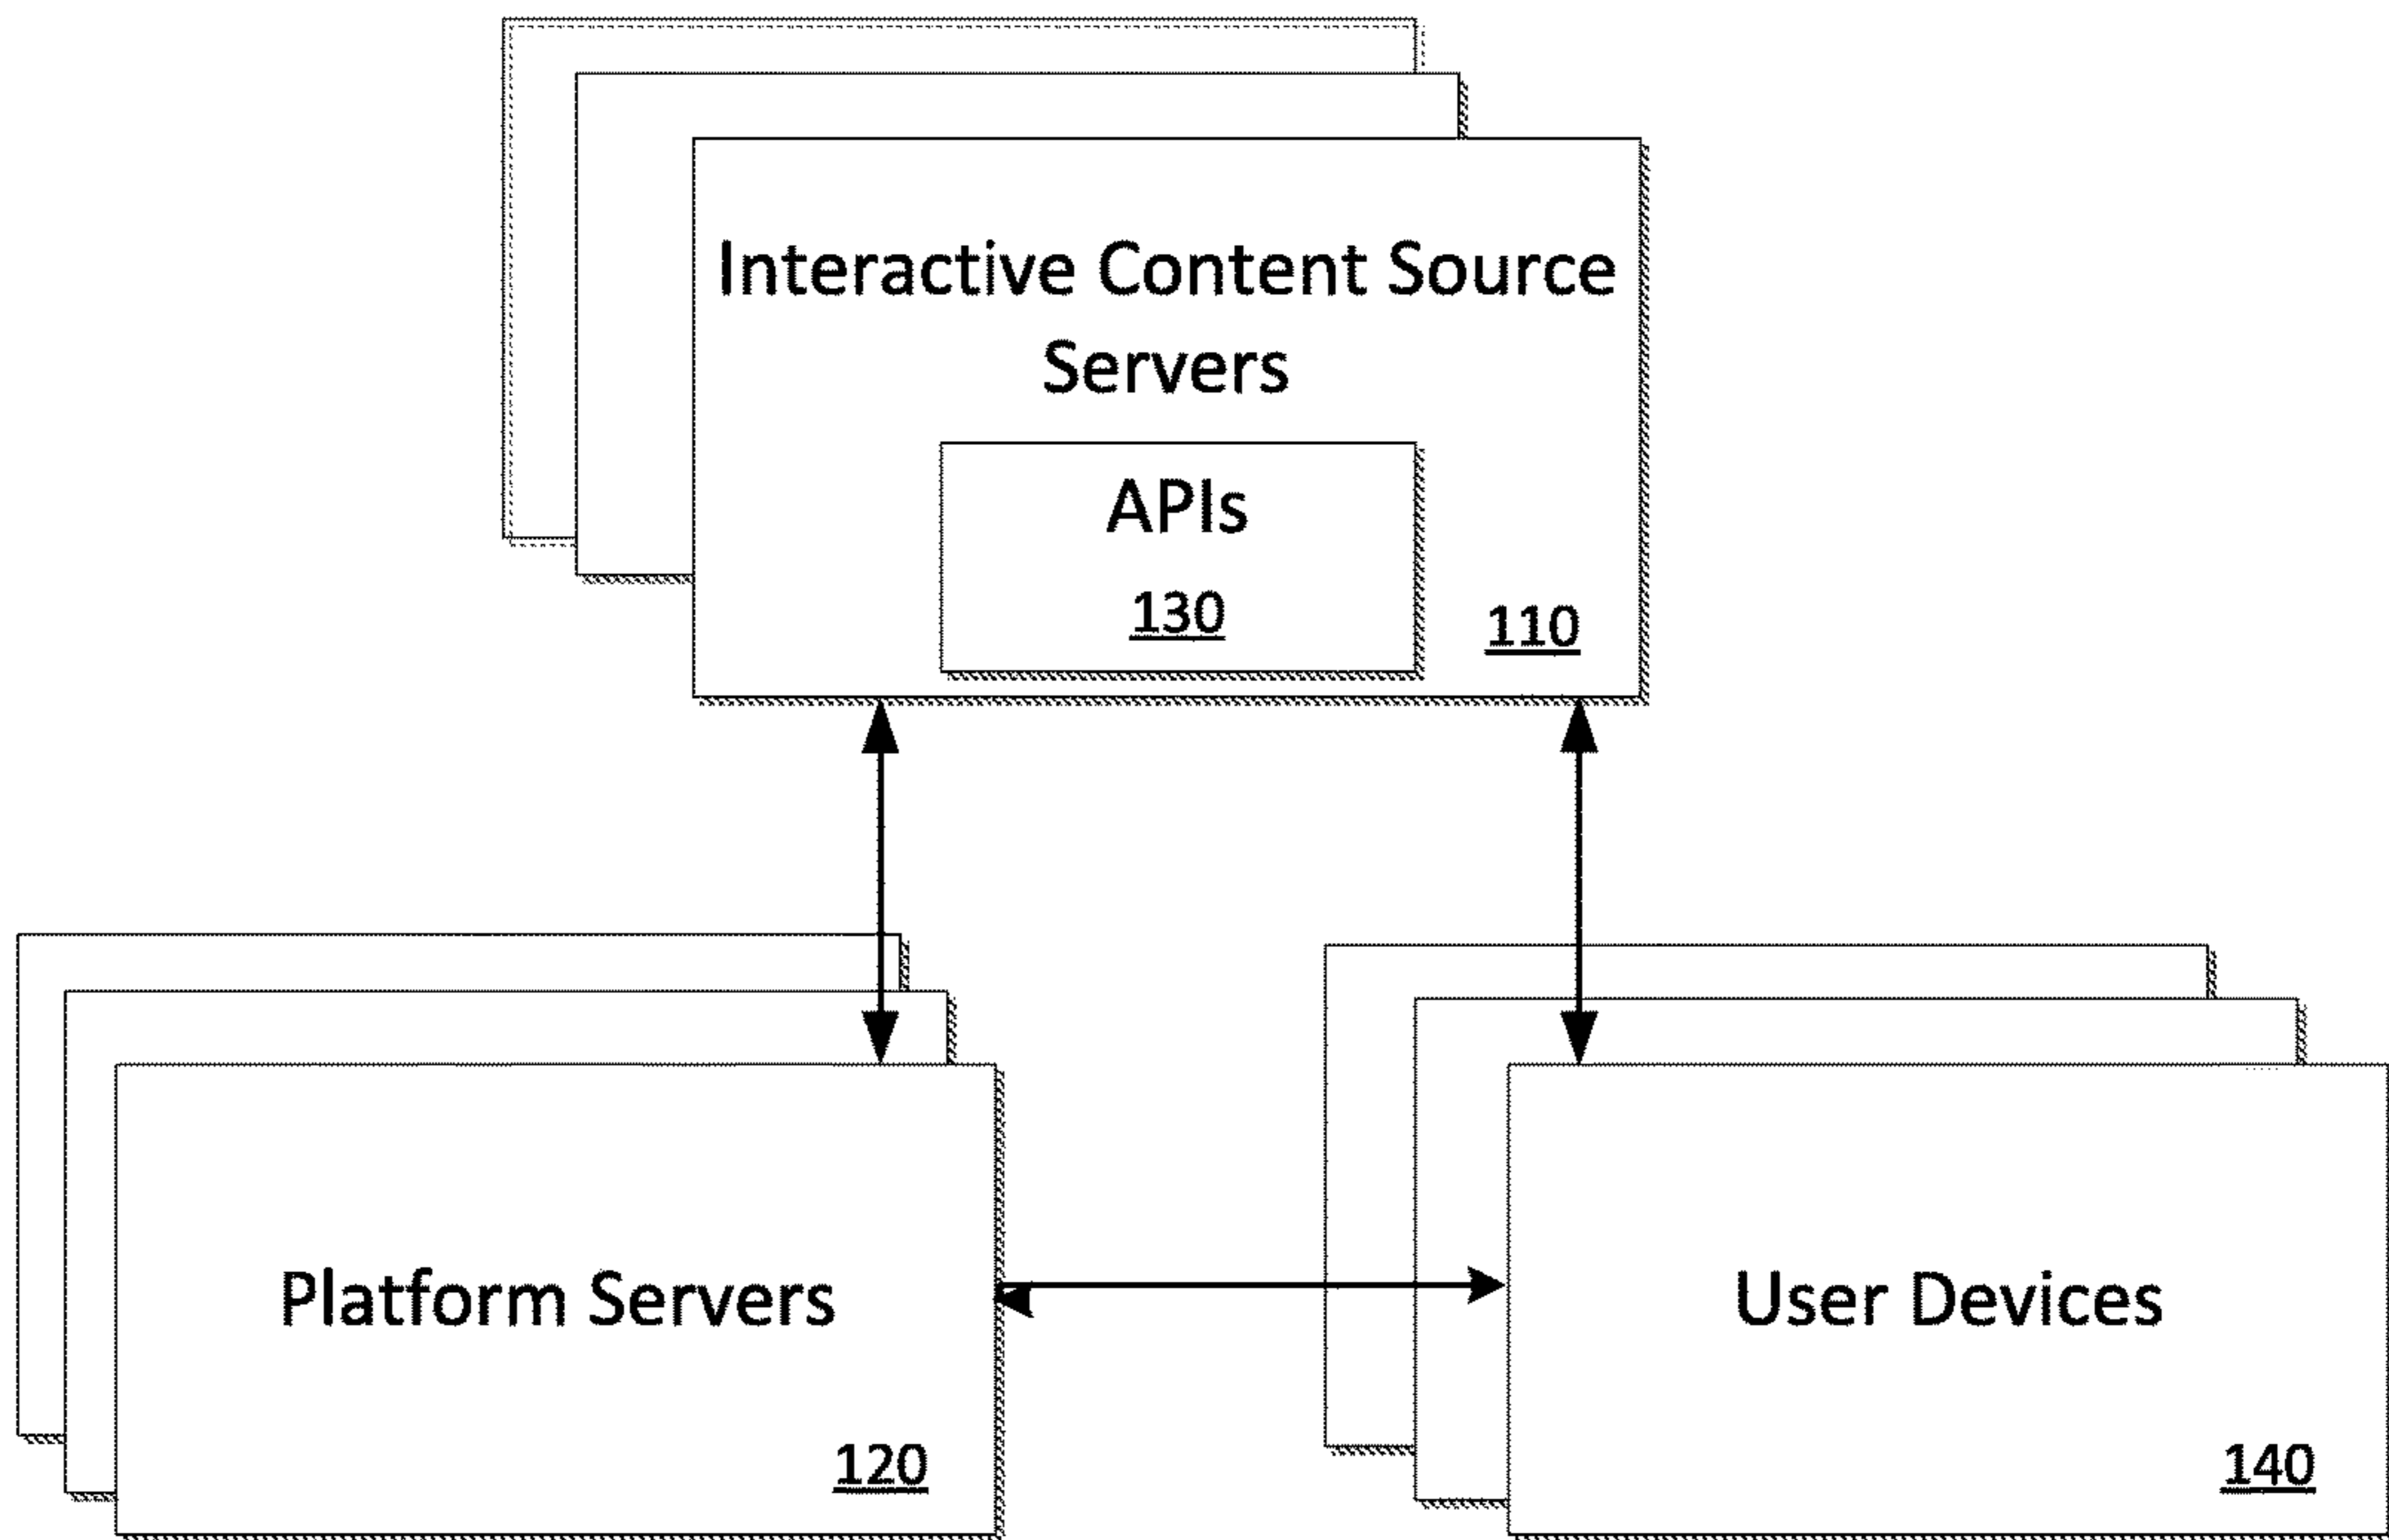 Interactive Content Source
Servers
APIs
130
110
Platform Servers
120
User Devices
140